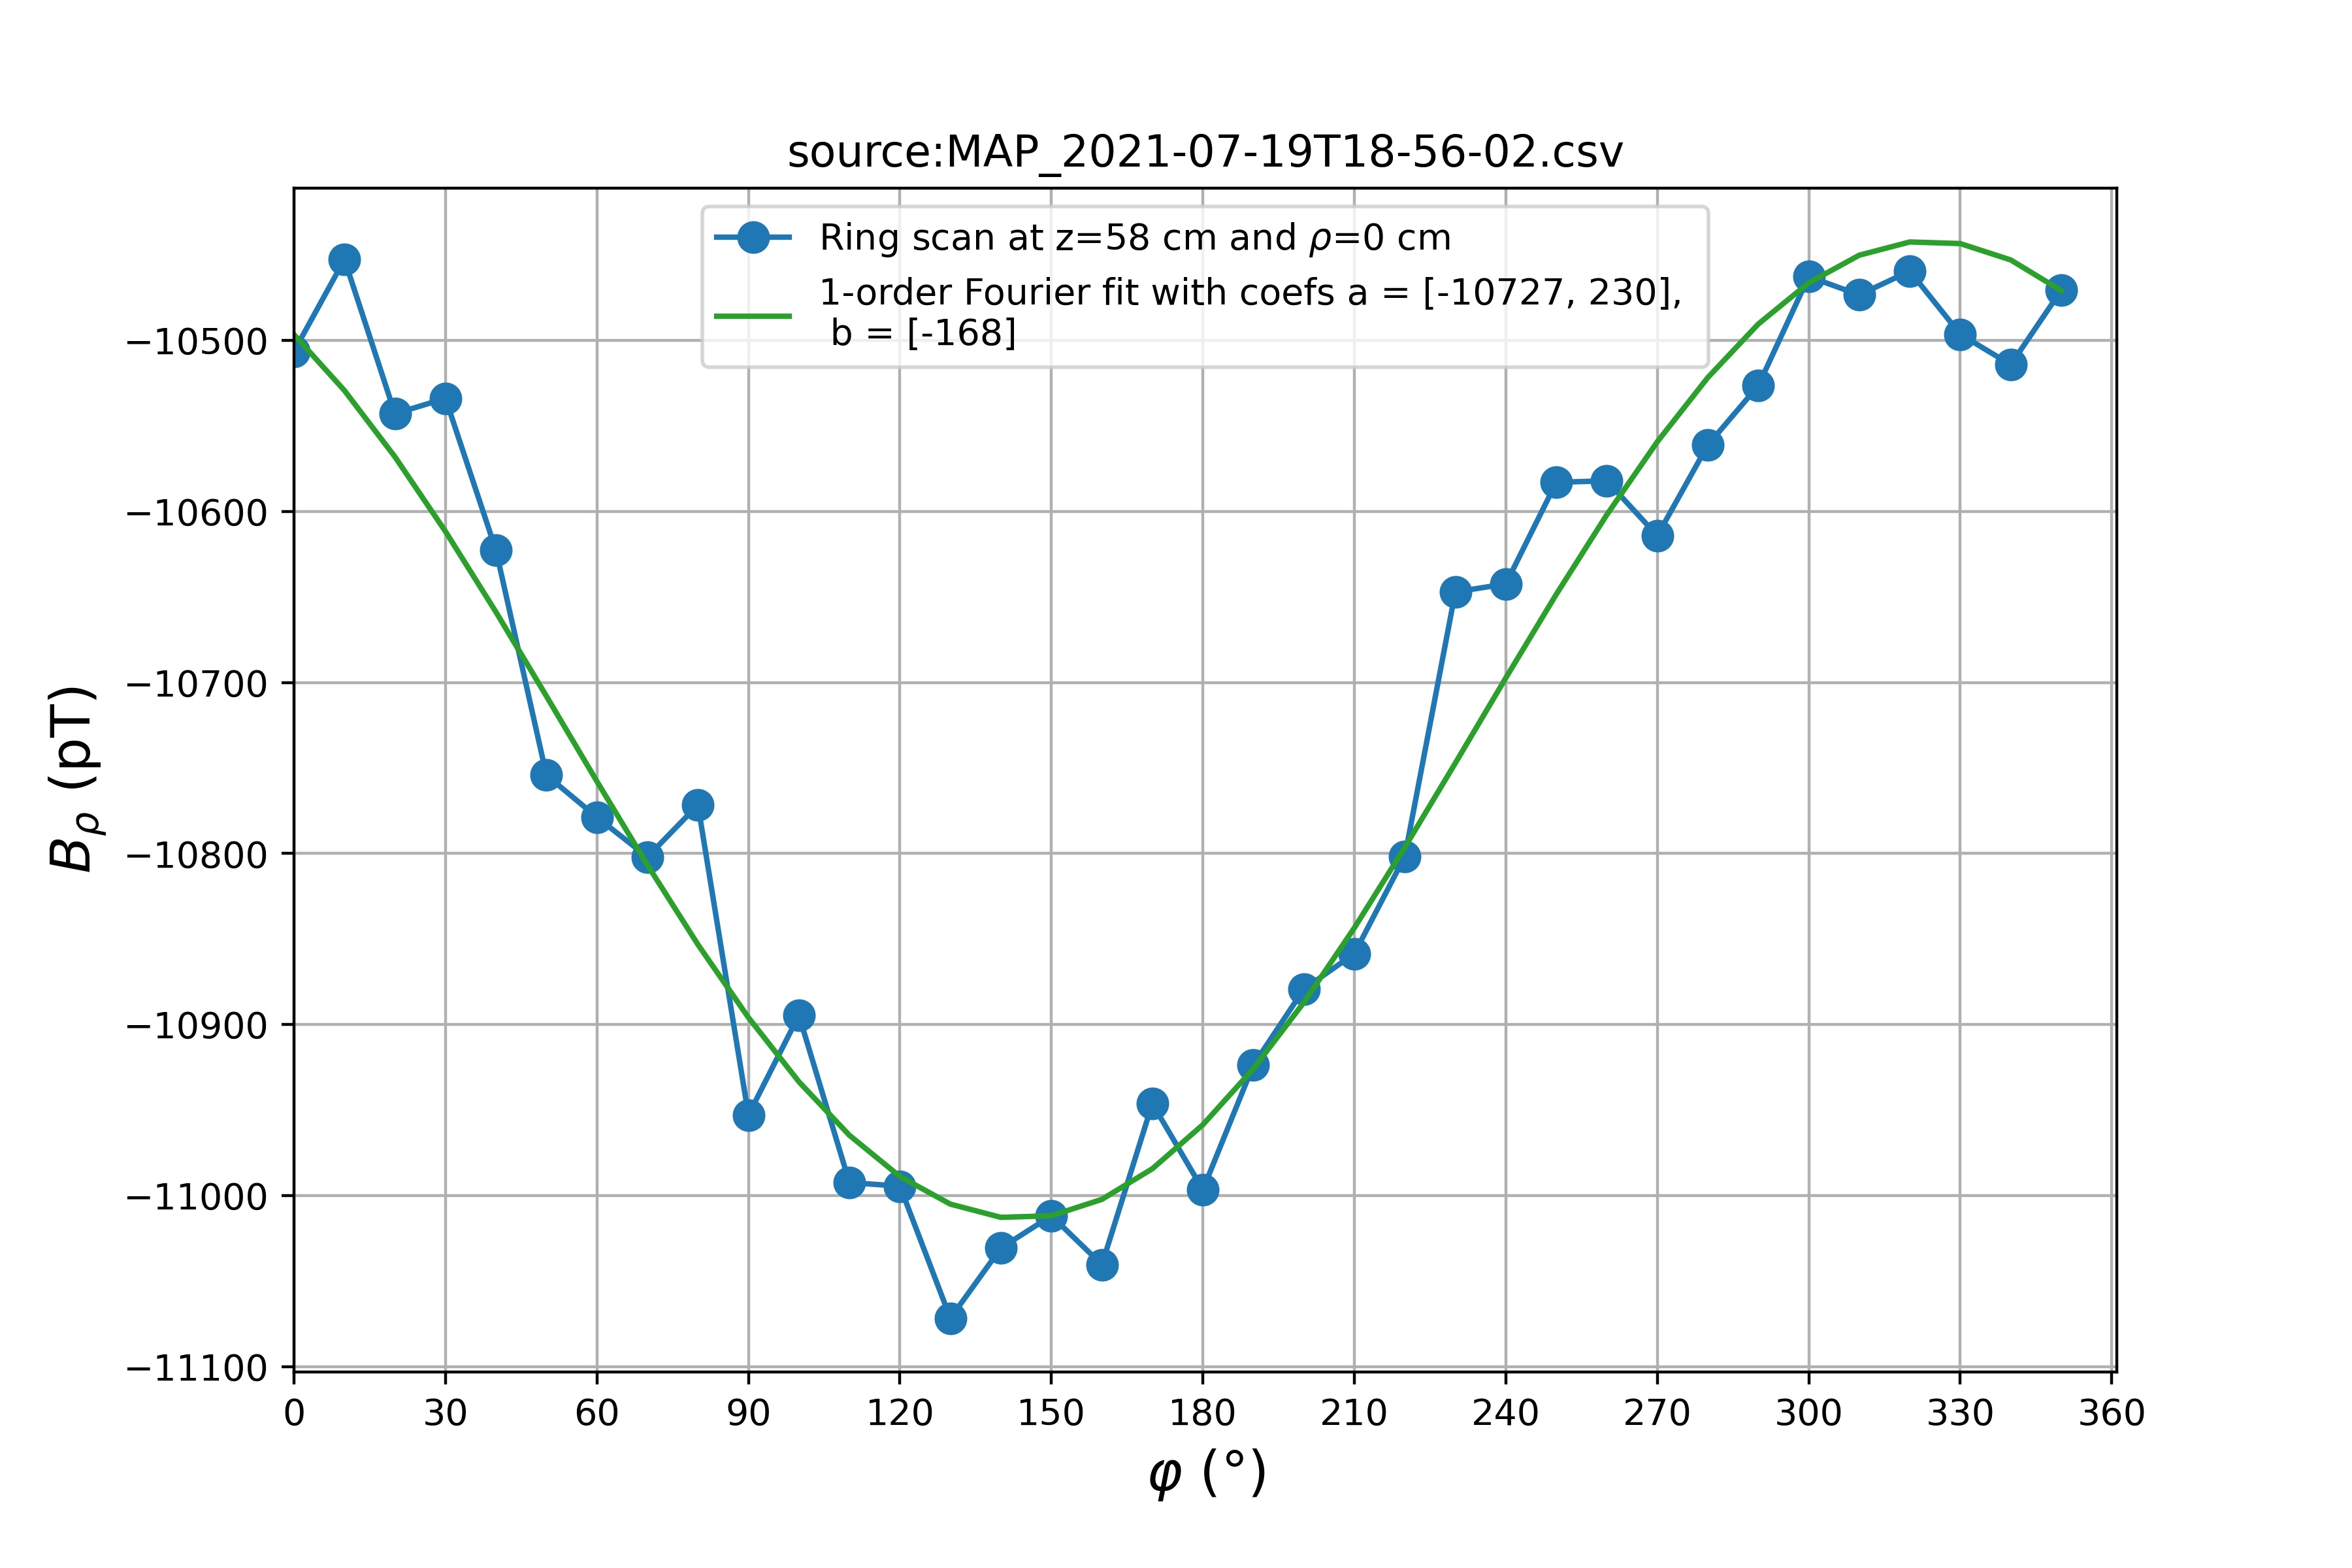 source:MAP_2021-07-19T18-56-02.csv
Ring scan at z=58 cm and ρ=0 cm
1-order Fourier fit with coefs a = [-10727, 230],
b = [-168]
−10500
−10600
−10700
−10800
−10900
−11000
−11100
Bρ (pT)
0 30 60 90 120 150 180 210 240 270 300 330 360
φ (°)